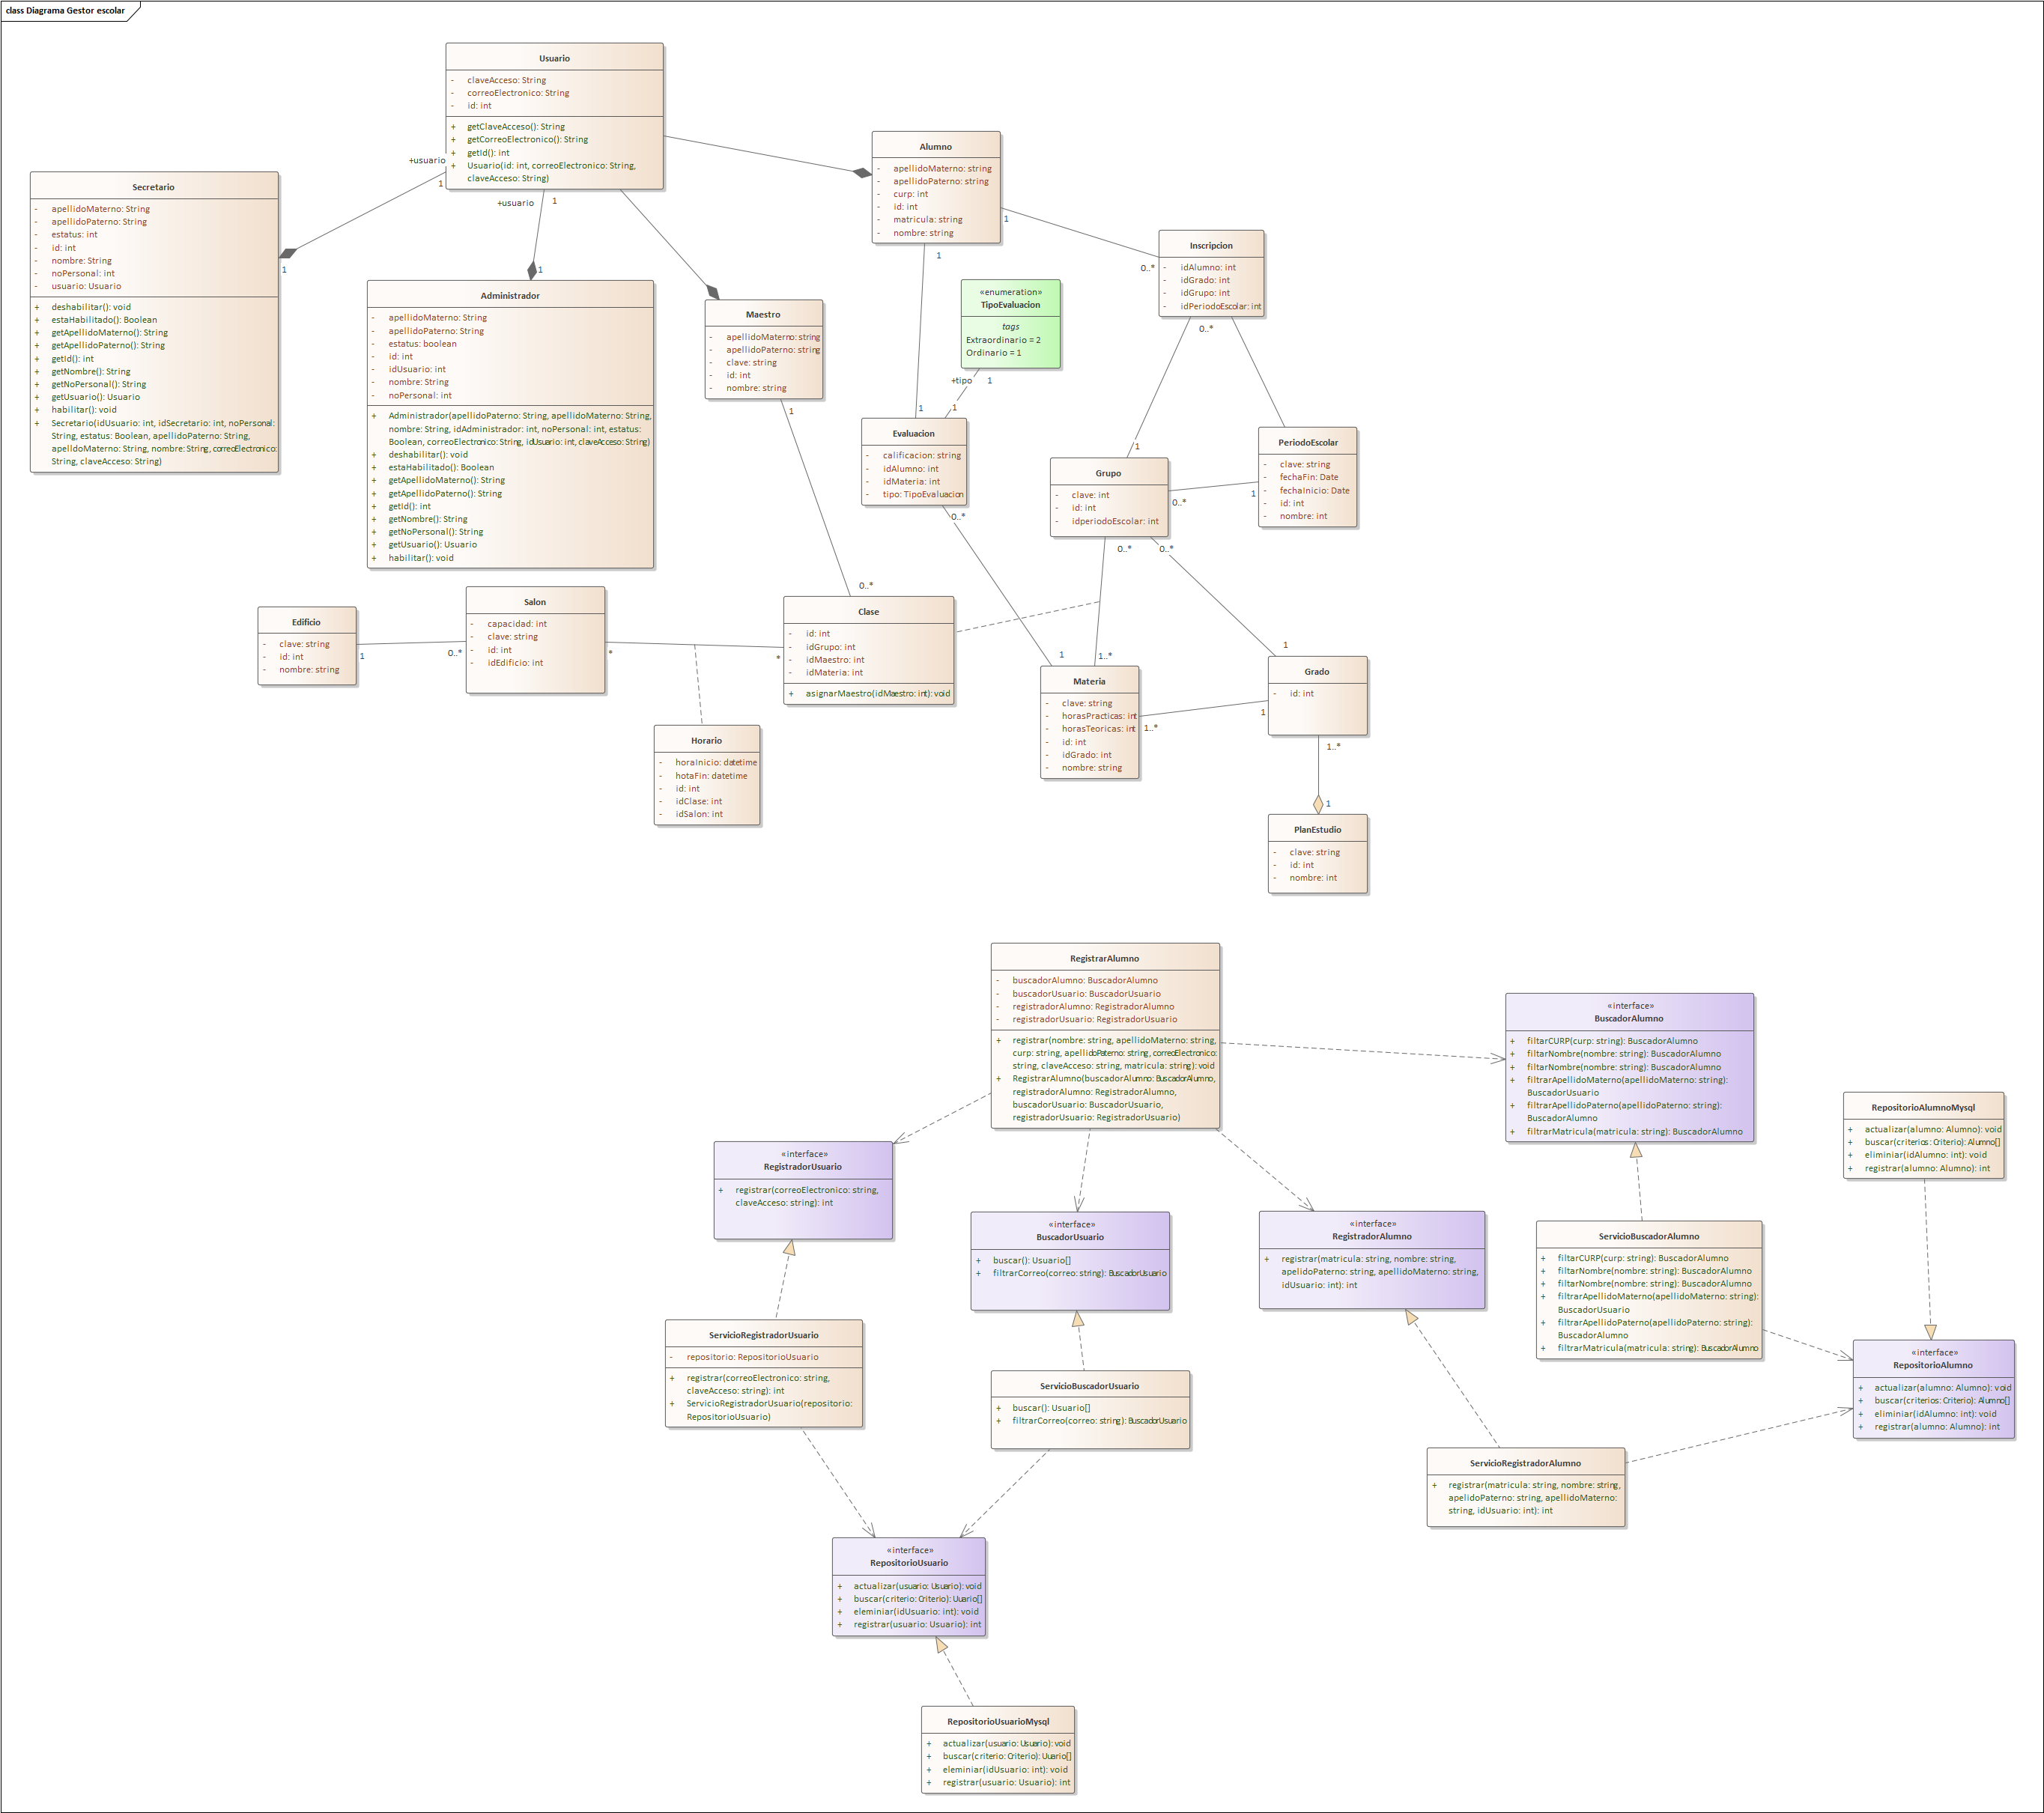 class Diagrama Gestor escolar
Usuario
- claveAcceso: String
- correoElectronico: String
- id: int
+ getClaveAcceso(): String
+ getCorreoElectronico(): String
+ getId(): int
+ Usuario(id: int, correoElectronico: String,
claveAcceso: String)
+usuario
1
1
+usuario
1
1
Secretario
- apellidoMaterno: String
- apellidoPaterno: String
- estatus: int
- id: int
- nombre: String
- noPersonal: int
- usuario: Usuario
+ deshabilitar(): void
+ estaHabilitado(): Boolean
+ getApellidoMaterno(): String
+ getApellidoPaterno(): String
+ getId(): int
+ getNombre(): String
+ getNoPersonal(): String
+ getUsuario(): Usuario
+ habilitar(): void
+ Secretario(idUsuario: int, idSecretario: int, noPersonal:
String, estatus: Boolean, apellidoPaterno: String,
apelldoMaterno: String, nombre: String, correoElectronico:
String, claveAcceso: String)
Administrador
- apellidoMaterno: String
- apellidoPaterno: String
- estatus: boolean
- id: int
- idUsuario: int
- nombre: String
- noPersonal: int
+ Administrador(apellidoPaterno: String, apellidoMaterno: String,
nombre: String, idAdministrador: int, noPersonal: int, estatus:
Boolean, correoElectronico: String, idUsuario: int, claveAcceso: String)
+ deshabilitar(): void
+ estaHabilitado(): Boolean
+ getApellidoMaterno(): String
+ getApellidoPaterno(): String
+ getId(): int
+ getNombre(): String
+ getNoPersonal(): String
+ getUsuario(): Usuario
+ habilitar(): void
Maestro
- apellidoMaterno: string
- apellidoPaterno: string
- clave: string
- id: int
- nombre: string
1
0..*
Alumno
- apellidoMaterno: string
- apellidoPaterno: string
- curp: int
- id: int
- matricula: string
- nombre: string
1
0..*
1
1
Inscripcion
- idAlumno: int
- idGrado: int
- idGrupo: int
- idPeriodoEscolar: int
0..*
1
«enumeration»
TipoEvaluacion
tags
Extraordinario = 2
Ordinario = 1
+tipo 1
1
Evaluacion
- calificacion: string
- idAlumno: int
- idMateria: int
- tipo: TipoEvaluacion
0..*
1
Grupo
- clave: int
- id: int
- idperiodoEscolar: int
0..*
1
0..*
0..*
1..*
1
PeriodoEscolar
- clave: string
- fechaFin: Date
- fechaInicio: Date
- id: int
- nombre: int
Edificio
- clave: string
- id: int
- nombre: string
1
0..*
Salon
- capacidad: int
- clave: string
- id: int
- idEdificio: int
*
*
Clase
- id: int
- idGrupo: int
- idMaestro: int
- idMateria: int
+ asignarMaestro(idMaestro: int): void
Horario
- horaInicio: datetime
- hotaFin: datetime
- id: int
- idClase: int
- idSalon: int
Materia
- clave: string
- horasPracticas: int
- horasTeoricas: int
- id: int
- idGrado: int
- nombre: string
1..*
1
Grado
- id: int
1..*
1
PlanEstudio
- clave: string
- id: int
- nombre: int
RegistrarAlumno
- buscadorAlumno: BuscadorAlumno
- buscadorUsuario: BuscadorUsuario
- registradorAlumno: RegistradorAlumno
- registradorUsuario: RegistradorUsuario
+ registrar(nombre: string, apellidoMaterno: string,
curp: string, apellidoPaterno: string, correoElectronico:
string, claveAcceso: string, matricula: string): void
+ RegistrarAlumno(buscadorAlumno: BuscadorAlumno,
registradorAlumno: RegistradorAlumno,
buscadorUsuario: BuscadorUsuario,
registradorUsuario: RegistradorUsuario)
«interface»
BuscadorAlumno
+ filtarCURP(curp: string): BuscadorAlumno
+ filtarNombre(nombre: string): BuscadorAlumno
+ filtarNombre(nombre: string): BuscadorAlumno
+ filtrarApellidoMaterno(apellidoMaterno: string):
BuscadorUsuario
+ filtrarApellidoPaterno(apellidoPaterno: string):
BuscadorAlumno
+ filtrarMatricula(matricula: string): BuscadorAlumno
RepositorioAlumnoMysql
+ actualizar(alumno: Alumno): void
+ buscar(criterios: Criterio): Alumno[]
+ eliminiar(idAlumno: int): void
+ registrar(alumno: Alumno): int
«interface»
RegistradorUsuario
+ registrar(correoElectronico: string,
claveAcceso: string): int
«interface»
BuscadorUsuario
+ buscar(): Usuario[]
+ filtrarCorreo(correo: string): BuscadorUsuario
«interface»
RegistradorAlumno
+ registrar(matricula: string, nombre: string,
apelidoPaterno: string, apellidoMaterno: string,
idUsuario: int): int
ServicioBuscadorAlumno
+ filtarCURP(curp: string): BuscadorAlumno
+ filtarNombre(nombre: string): BuscadorAlumno
+ filtarNombre(nombre: string): BuscadorAlumno
+ filtrarApellidoMaterno(apellidoMaterno: string):
BuscadorUsuario
+ filtrarApellidoPaterno(apellidoPaterno: string):
BuscadorAlumno
+ filtrarMatricula(matricula: string): BuscadorAlumno
ServicioRegistradorUsuario
- repositorio: RepositorioUsuario
+ registrar(correoElectronico: string,
claveAcceso: string): int
+ ServicioRegistradorUsuario(repositorio:
RepositorioUsuario)
ServicioBuscadorUsuario
+ buscar(): Usuario[]
+ filtrarCorreo(correo: string): BuscadorUsuario
«interface»
RepositorioAlumno
+ actualizar(alumno: Alumno): void
+ buscar(criterios: Criterio): Alumno[]
+ eliminiar(idAlumno: int): void
+ registrar(alumno: Alumno): int
ServicioRegistradorAlumno
+ registrar(matricula: string, nombre: string,
apelidoPaterno: string, apellidoMaterno:
string, idUsuario: int): int
«interface»
RepositorioUsuario
+ actualizar(usuario: Usuario): void
+ buscar(criterio: Criterio): Uuario[]
+ eleminiar(idUsuario: int): void
+ registrar(usuario: Usuario): int
RepositorioUsuarioMysql
+ actualizar(usuario: Usuario): void
+ buscar(criterio: Criterio): Uuario[]
+ eleminiar(idUsuario: int): void
+ registrar(usuario: Usuario): int